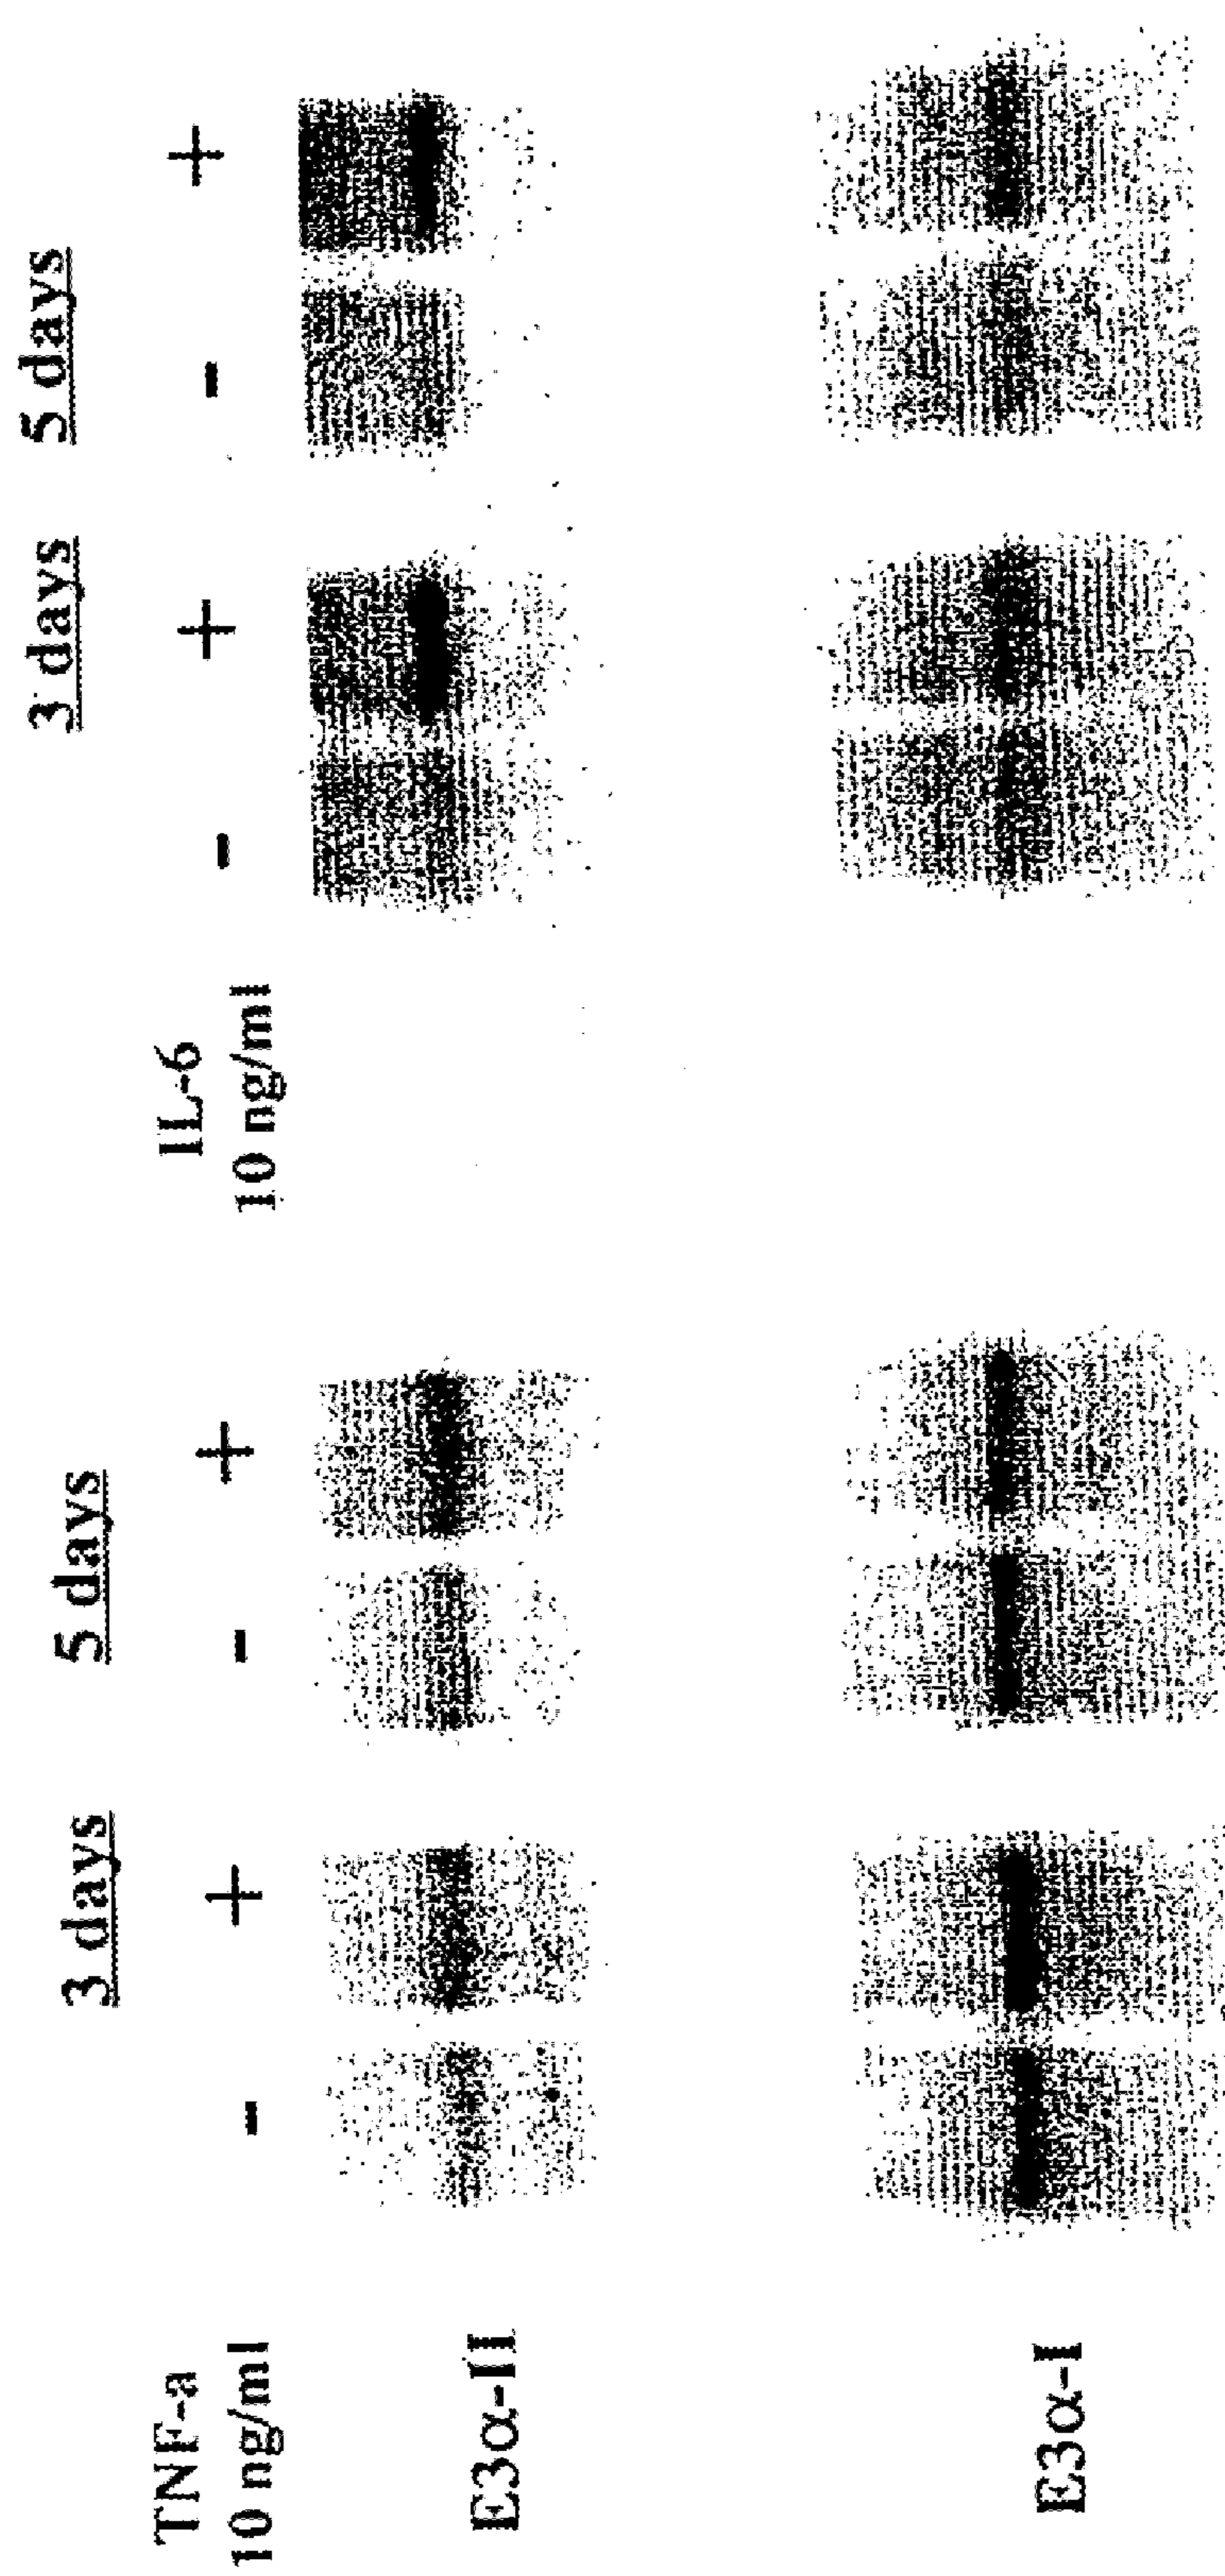 3 days 5 days 3 days 5 days
TNF-a - + - + IL-6 - + - +
10 ng/ml 10 ng/ml
E3α-II
E3α-I